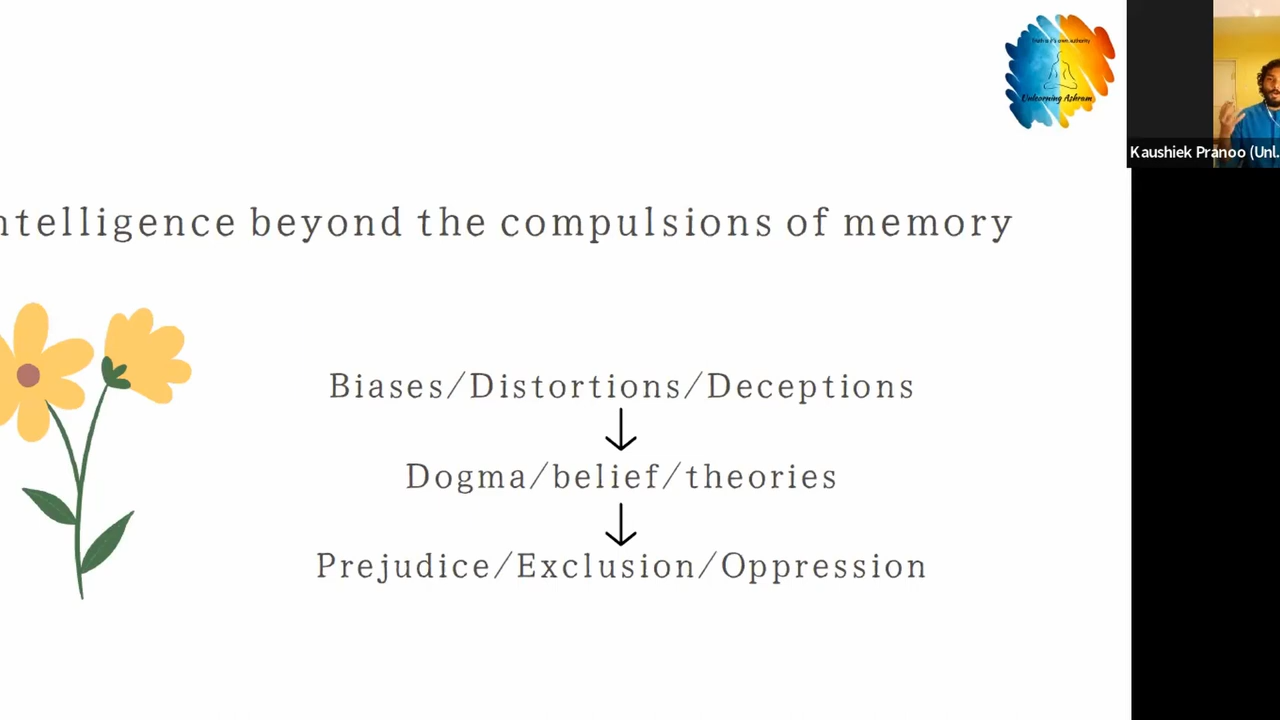 Unlearning Ashram
Kaushiek Pranoo (Unl.
ntelligence beyond the compulsions of memory
Biases/Distortions/Deceptions
Dogma/belief/theories
Prejudice/Exclusion/Oppression